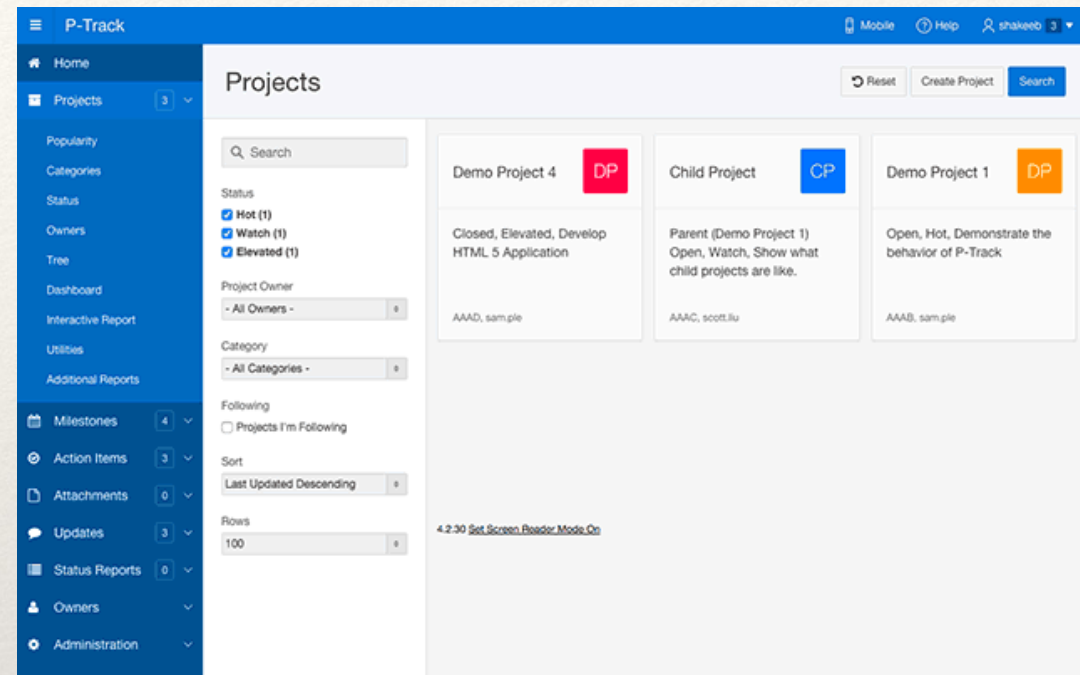 P-Track
Mobile
Help
shakeeb 3
Home
Projects 3
Popularity
Categories
Status
Owners
Tree
Dashboard
Interactive Report
Utilities
Additional Reports
Milestones 4
Action Items 3
Attachments 0
Updates 3
Status Reports 0
Owners
Administration
Projects
Reset
Create Project
Search
Search
Status
Hot (1)
Watch (1)
Elevated (1)
Project Owner
- All Owners -
Category
- All Categories -
Following
Projects I'm Following
Sort
Last Updated Descending
Rows
100
Demo Project 4
DP
Closed, Elevated, Develop
HTML 5 Application
AAAD, sam.ple
Child Project
CP
Parent (Demo Project 1)
Open, Watch, Show what
child projects are like.
AAAC, scott.liu
Demo Project 1
DP
Open, Hot, Demonstrate the
behavior of P-Track
AAAB, sam.ple
4.2.30 Set Screen Reader Mode On